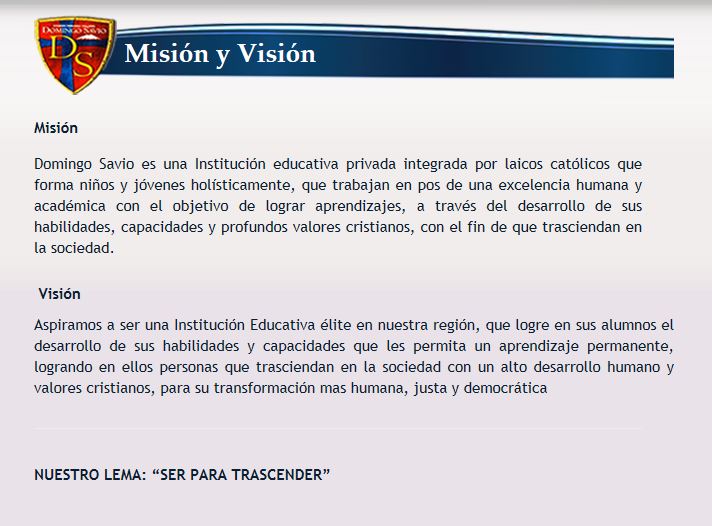 DOMINGO SAVIO
DS
Misión y Visión
Misión
Domingo Savio es una Institución educativa privada integrada por laicos católicos que
forma niños y jóvenes holísticamente, que trabajan en pos de una excelencia humana y
académica con el objetivo de lograr aprendizajes, a través del desarrollo de sus
habilidades, capacidades y profundos valores cristianos, con el fin de que trasciendan en
la sociedad.
Visión
Aspiramos a ser una Institución Educativa élite en nuestra región, que logre en sus alumnos el
desarrollo de sus habilidades y capacidades que les permita un aprendizaje permanente,
logrando en ellos personas que trasciendan en la sociedad con un alto desarrollo humano y
valores cristianos, para su transformación mas humana, justa y democrática
NUESTRO LEMA: “SER PARA TRASCENDER”